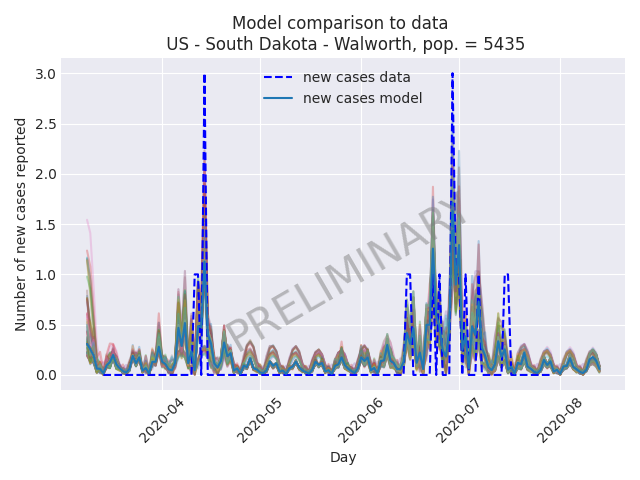 Model comparison to data
US - South Dakota - Walworth, pop. = 5435
new cases data
new cases model
PRELIMINARY
Number of new cases reported
3.0
2.5
2.0
1.5
1.0
0.5
0.0
2020-04
2020-05
2020-06
2020-07
2020-08
Day